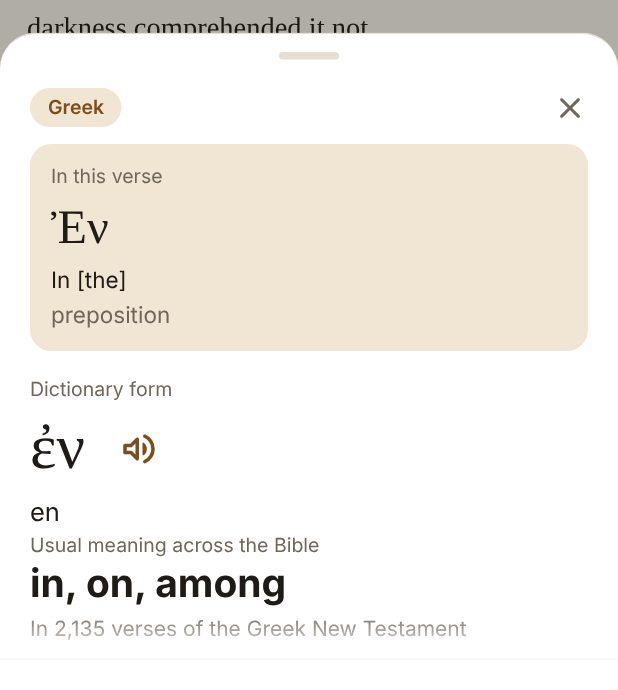 darkness comprehended it not
Greek
In this verse
Ἐν
In [the]
preposition
Dictionary form
ἐν
en
Usual meaning across the Bible
in, on, among
In 2,135 verses of the Greek New Testament